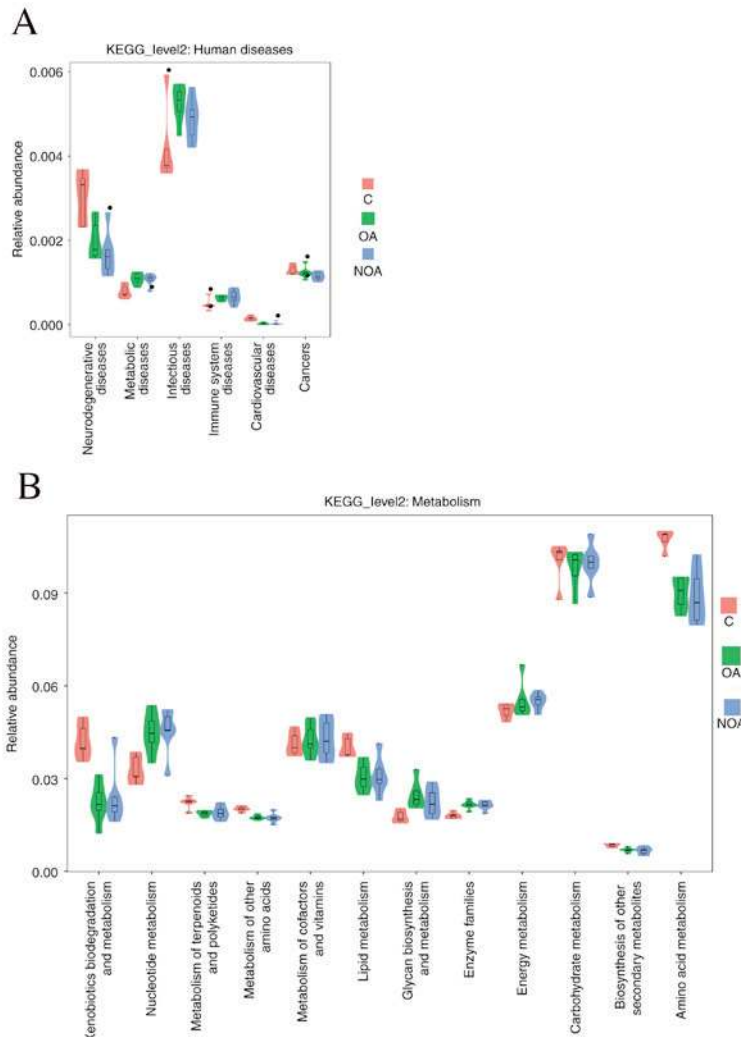 A
KEGG_level2: Human diseases
Relative abundance
0.006
0.004
0.002
0.000
C
OA
NOA
Neurodegenerative
diseases
Metabolic
diseases
Infectious
diseases
Immune system
diseases
Cardiovascular
diseases
Cancers
B
KEGG_level2: Metabolism
Relative abundance
0.09
0.06
0.03
0.00
C
OA
NOA
Xenobiotics biodegradation
and metabolism
Nucleotide metabolism
Metabolism of terpenoids
and polyketides
Metabolism of other
amino acids
Metabolism of cofactors
and vitamins
Lipid metabolism
Glycan biosynthesis
and metabolism
Enzyme families
Energy metabolism
Carbohydrate metabolism
Biosynthesis of other
secondary metabolites
Amino acid metabolism